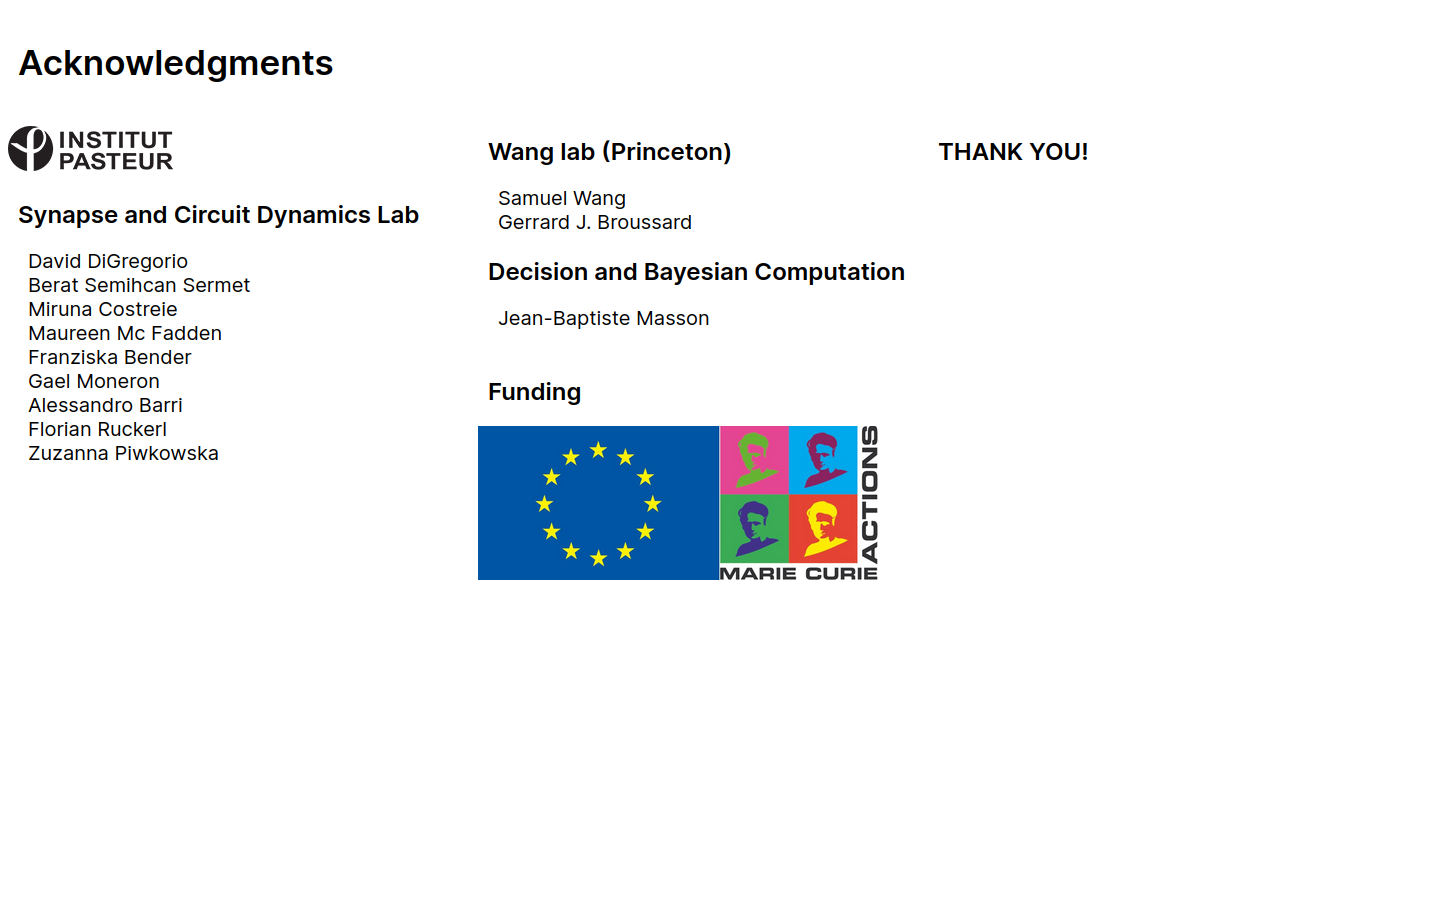 Acknowledgments
INSTITUT
PASTEUR
Synapse and Circuit Dynamics Lab
David DiGregorio
Berat Semihcan Sermet
Miruna Costreie
Maureen Mc Fadden
Franziska Bender
Gael Moneron
Alessandro Barri
Florian Ruckerl
Zuzanna Piwkowska
Wang lab (Princeton)
Samuel Wang
Gerrard J. Broussard
Decision and Bayesian Computation
Jean-Baptiste Masson
Funding
MARIE CURIE
ACTIONS
THANK YOU!